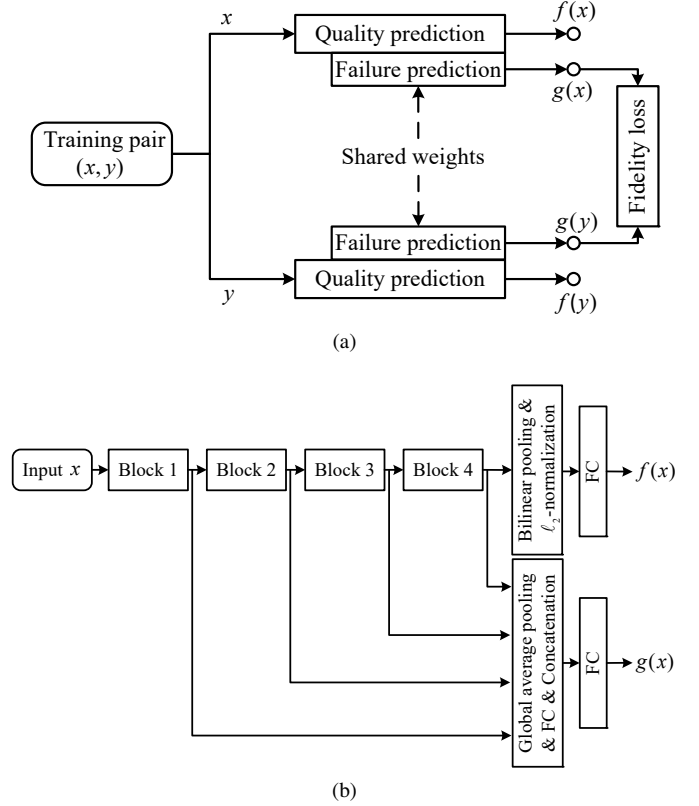 x
Quality prediction
f(x)
Failure prediction
g(x)
Training pair
(x, y)
Shared weights
Fidelity loss
g(y)
Failure prediction
Quality prediction
y
f(y)
(a)
Input x
Block 1
Block 2
Block 3
Block 4
Bilinear pooling &
ℓ₂-normalization
FC
f(x)
Global average pooling
& FC & Concatenation
FC
g(x)
(b)